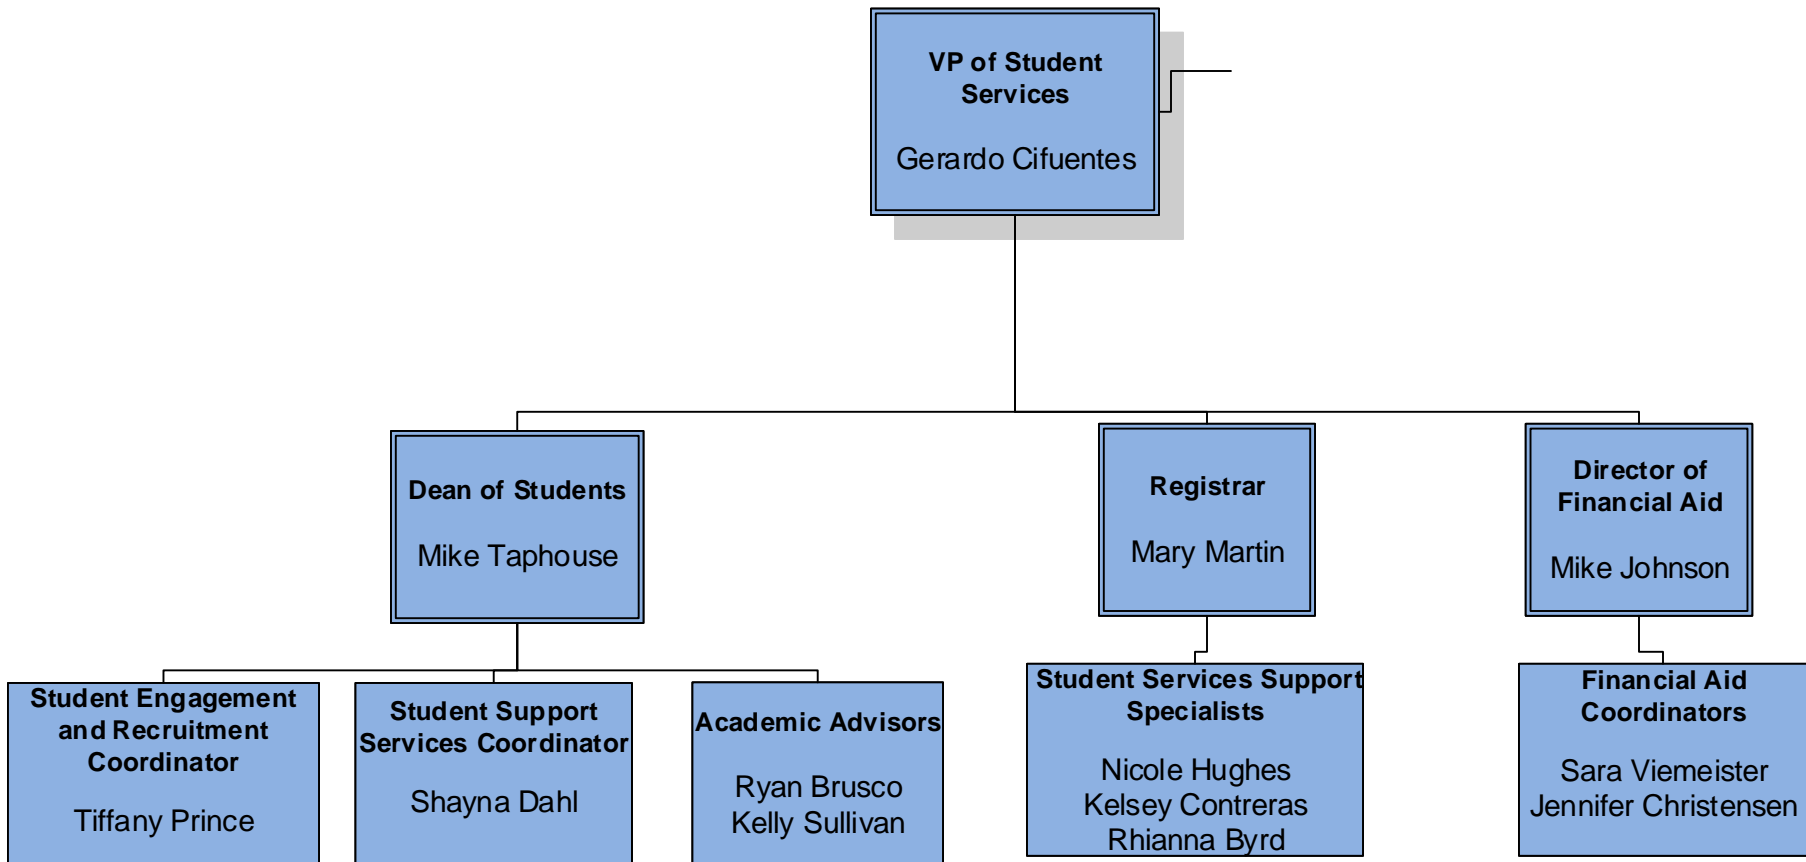 VP of Student
Services
Gerardo Cifuentes
Dean of Students
Mike Taphouse
Registrar
Mary Martin
Director of
Financial Aid
Mike Johnson
Student Engagement
and Recruitment
Coordinator
Tiffany Prince
Student Support
Services Coordinator
Shayna Dahl
Academic Advisors
Ryan Brusco
Kelly Sullivan
Student Services Support
Specialists
Nicole Hughes
Kelsey Contreras
Rhianna Byrd
Financial Aid
Coordinators
Sara Viemeister
Jennifer Christensen